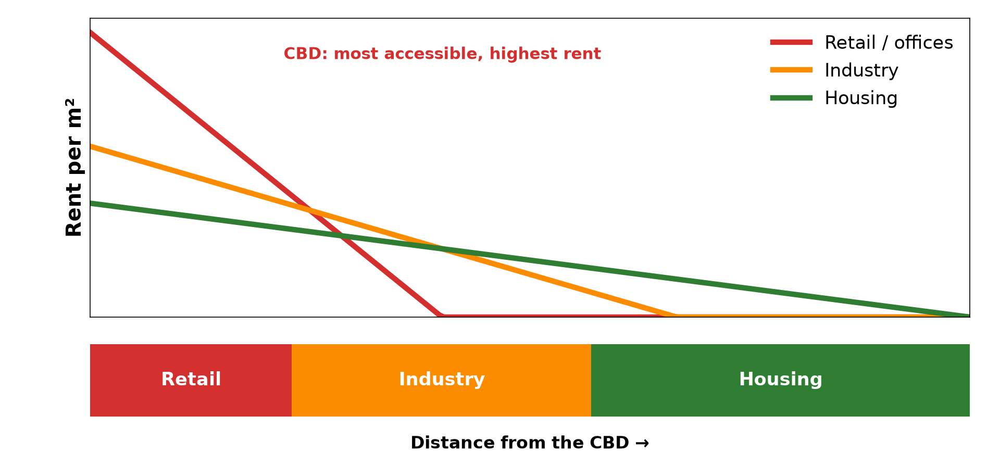 CBD: most accessible, highest rent
Retail / offices
Industry
Housing
Rent per m²
Retail
Industry
Housing
Distance from the CBD →